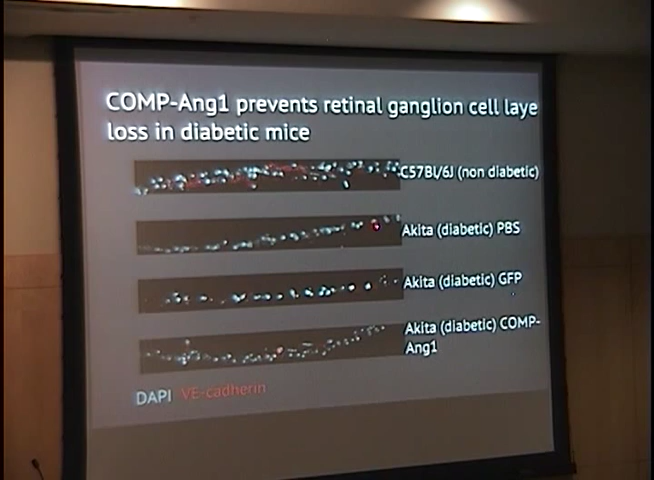 COMP-Ang1 prevents retinal ganglion cell laye
loss in diabetic mice
C57Bl/6J (non diabetic)
Akita (diabetic) PBS
Akita (diabetic) GFP
Akita (diabetic) COMP-
Ang1
DAPI VE-cadherin